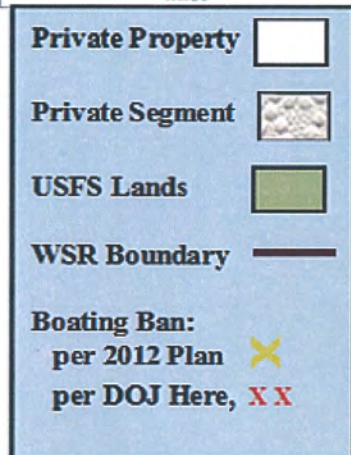 Private Property
Private Segment
USFS Lands
WSR Boundary
Boating Ban:
per 2012 Plan X
per DOJ Here, X X